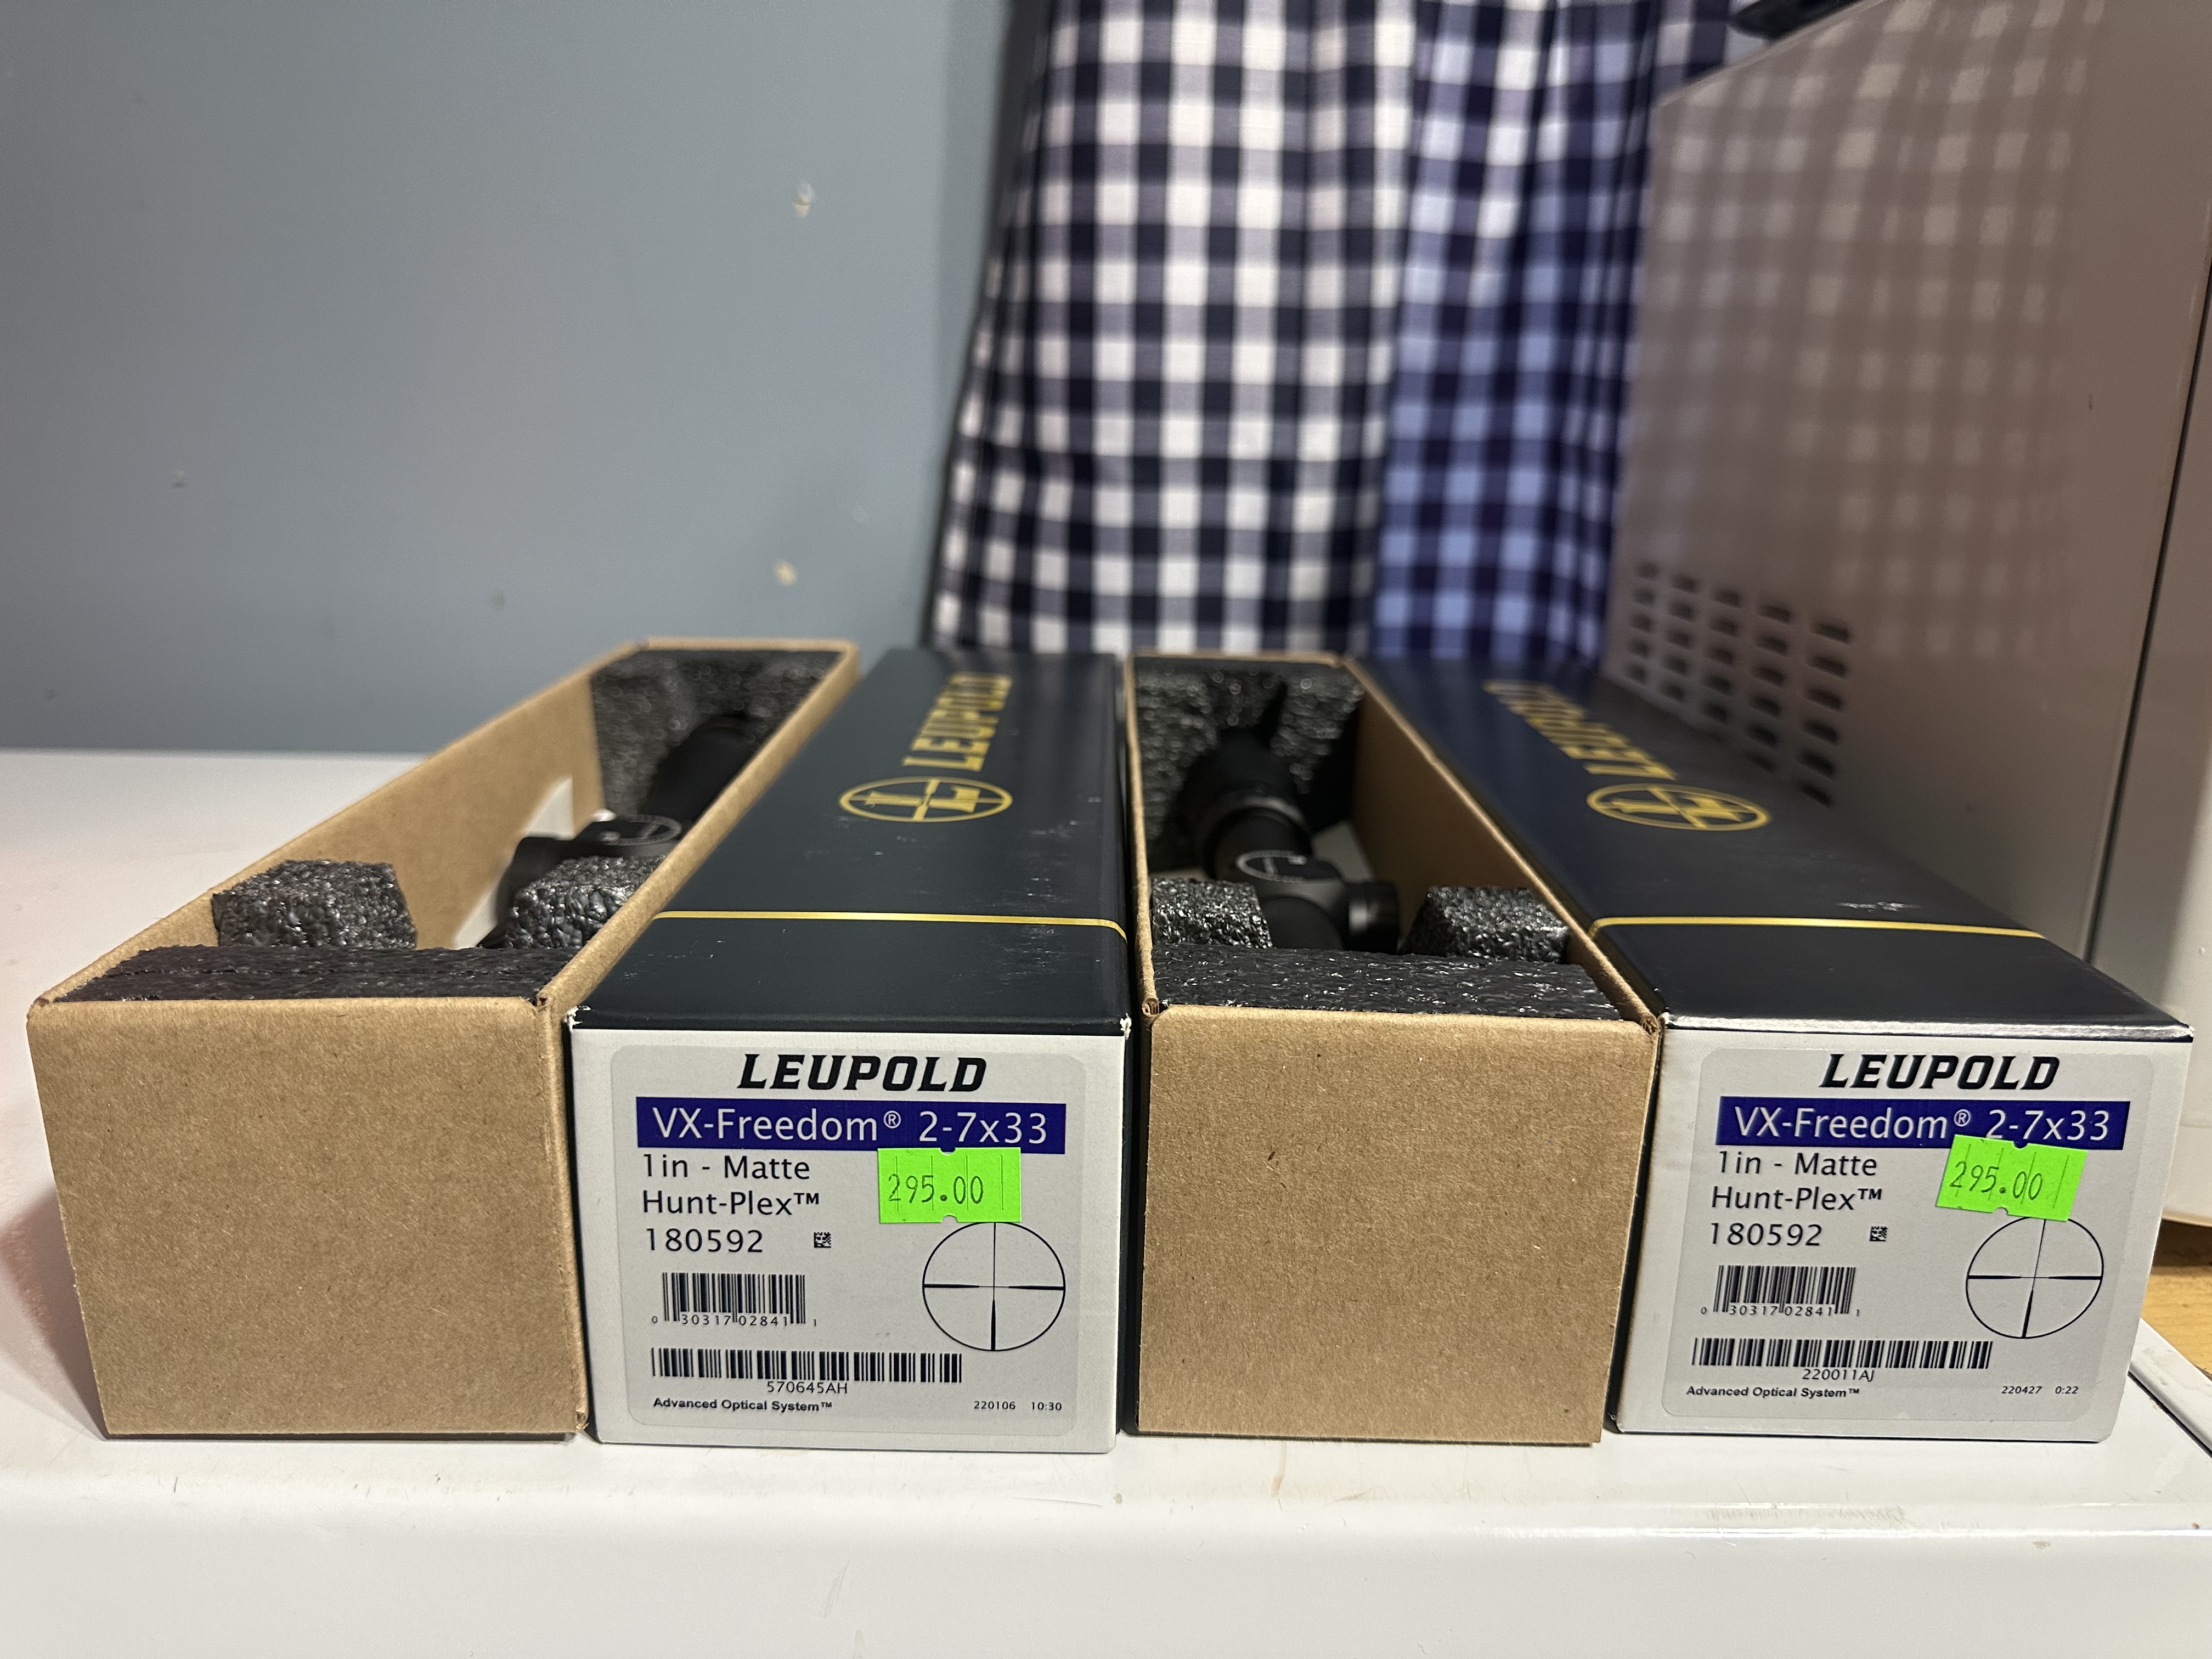 LEUPOLD
LEUPOLD
LEUPOLD
VX-Freedom® 2-7x33
1in - Matte
295.00
Hunt-Plex™
180592
0 30317 02841 1
570645AH
Advanced Optical System™
220106 10:30
LEUPOLD
VX-Freedom® 2-7x33
1in - Matte
295.00
Hunt-Plex™
180592
0 30317 02841 1
220011AJ
Advanced Optical System™
220427 0:22